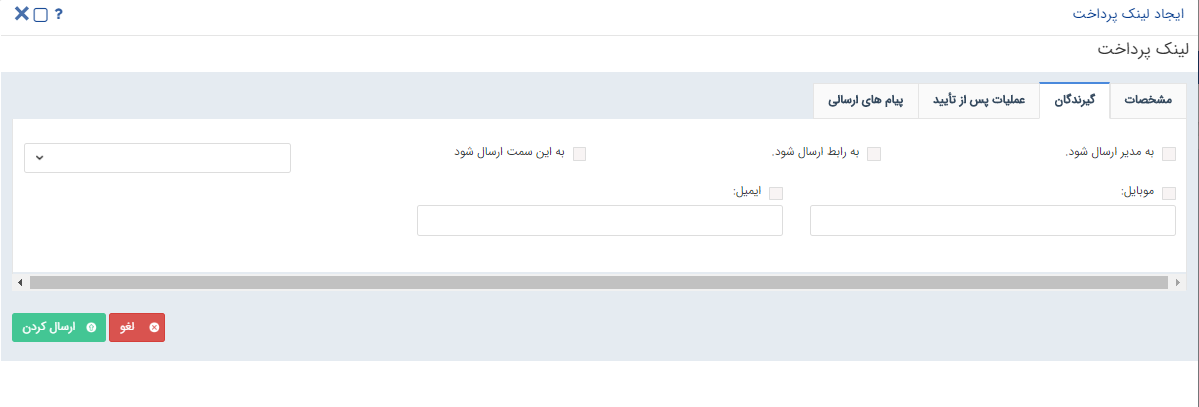 ایجاد لینک پرداخت ?
لینک پرداخت
مشخصات گیرندگان عملیات پس از تأیید پیام های ارسالی
به مدیر ارسال شود. به رابط ارسال شود. به این سمت ارسال شود
موبایل: ایمیل:
لغو ارسال کردن